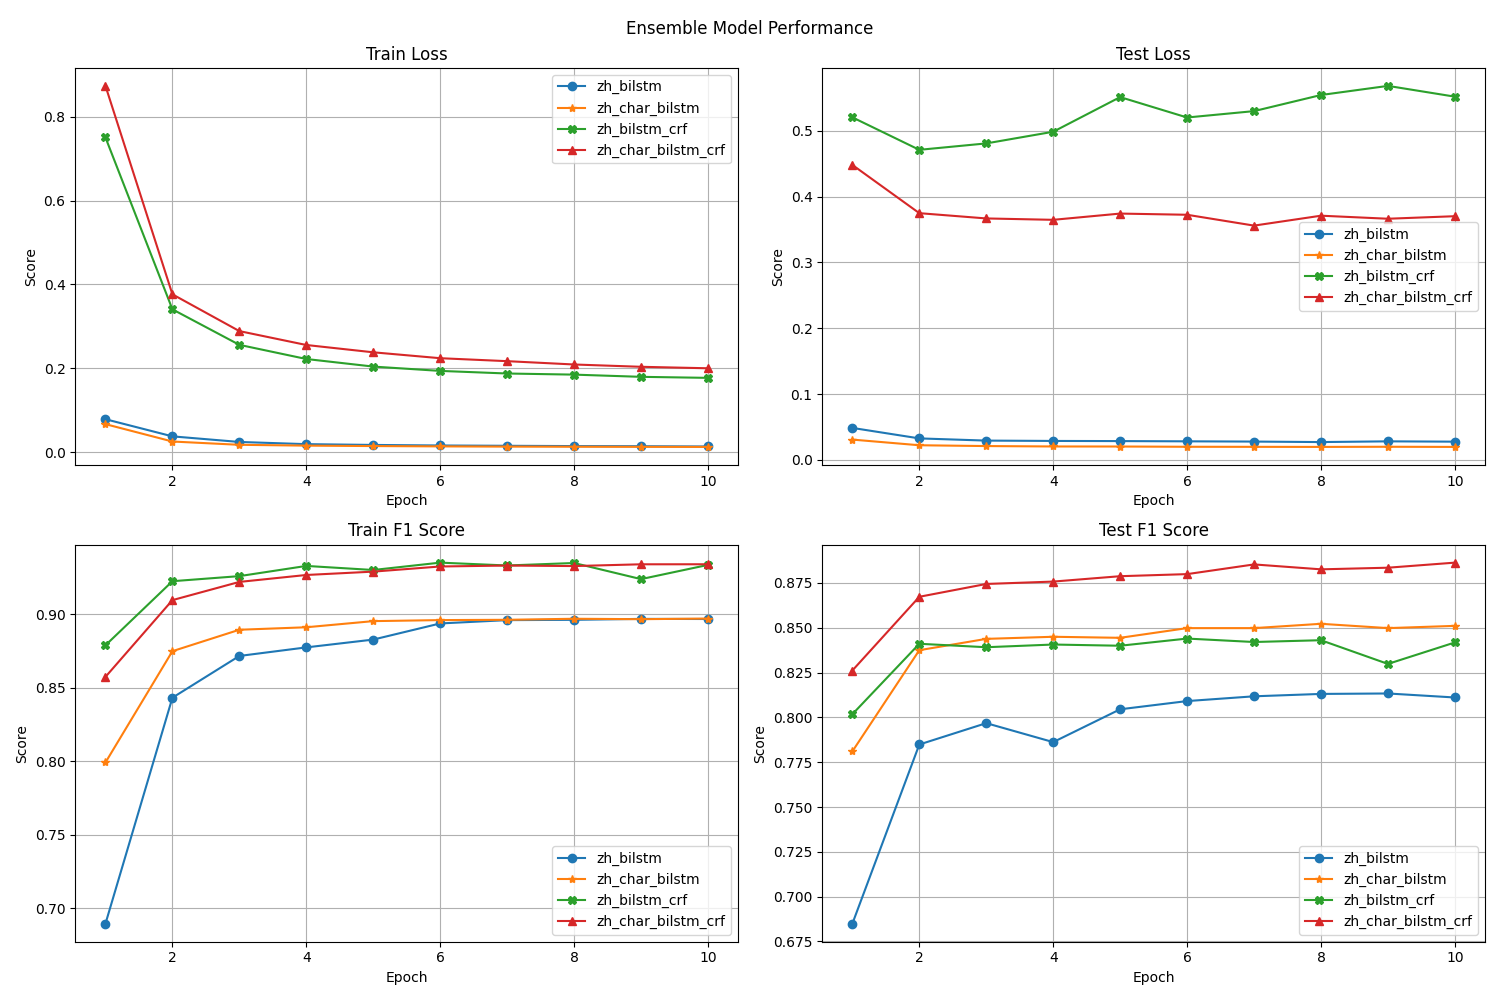 Ensemble Model Performance
Train Loss
Score
0.8
0.6
0.4
0.2
0.0
2 4 6 8 10
Epoch
zh_bilstm
zh_char_bilstm
zh_bilstm_crf
zh_char_bilstm_crf
Test Loss
Score
0.5
0.4
0.3
0.2
0.1
0.0
2 4 6 8 10
Epoch
zh_bilstm
zh_char_bilstm
zh_bilstm_crf
zh_char_bilstm_crf
Train F1 Score
Score
0.90
0.85
0.80
0.75
0.70
2 4 6 8 10
Epoch
zh_bilstm
zh_char_bilstm
zh_bilstm_crf
zh_char_bilstm_crf
Test F1 Score
Score
0.875
0.850
0.825
0.800
0.775
0.750
0.725
0.700
0.675
2 4 6 8 10
Epoch
zh_bilstm
zh_char_bilstm
zh_bilstm_crf
zh_char_bilstm_crf